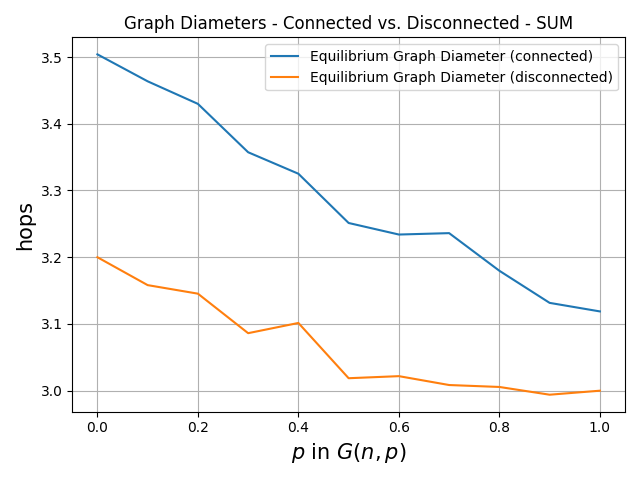 Graph Diameters - Connected vs. Disconnected - SUM
Equilibrium Graph Diameter (connected)
Equilibrium Graph Diameter (disconnected)
hops
3.5
3.4
3.3
3.2
3.1
3.0
0.0 0.2 0.4 0.6 0.8 1.0
p in G(n, p)